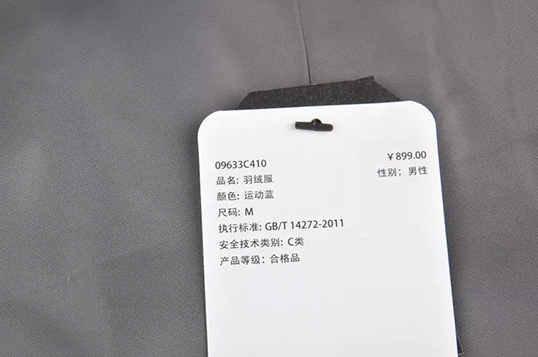 09633C410 ￥899.00
品名: 羽绒服 性别: 男性
颜色: 运动蓝
尺码: M
执行标准: GB/T 14272-2011
安全技术类别: C类
产品等级: 合格品